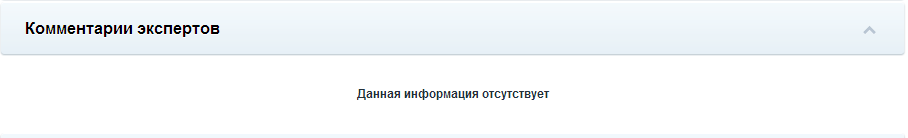 Комментарии экспертов
Данная информация отсутствует